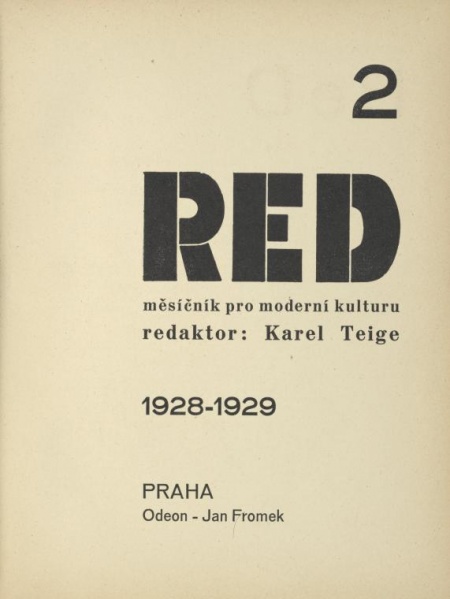 2
RED
měsíčník pro moderní kulturu
redaktor: Karel Teige
1928-1929
PRAHA
Odeon - Jan Fromek